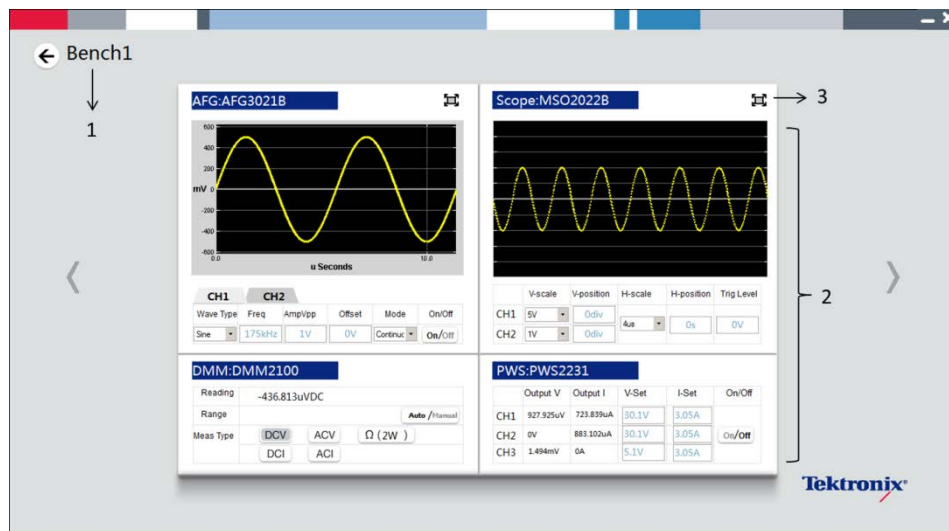 Bench1
1
AFG:AFG3021B
600
400
200
mV 0
-200
-400
-600
0.0 10.0
u Seconds
CH1 CH2
Wave Type Freq AmpVpp Offset Mode On/Off
Sine 175kHz 1V 0V Continuc On/Off
Scope:MSO2022B
3
2
V-scale V-position H-scale H-position Trig Level
CH1 5V 0div 4us 0s 0V
CH2 1V 0div
DMM:DMM2100
Reading -436.813uVDC
Range Auto /Manual
Meas Type DCV ACV Ω ( 2W )
DCI ACI
PWS:PWS2231
Output V Output I V-Set I-Set On/Off
CH1 927.925uV 723.839uA 30.1V 3.05A
CH2 0V 883.102uA 30.1V 3.05A On/Off
CH3 1.494mV 0A 5.1V 3.05A
Tektronix